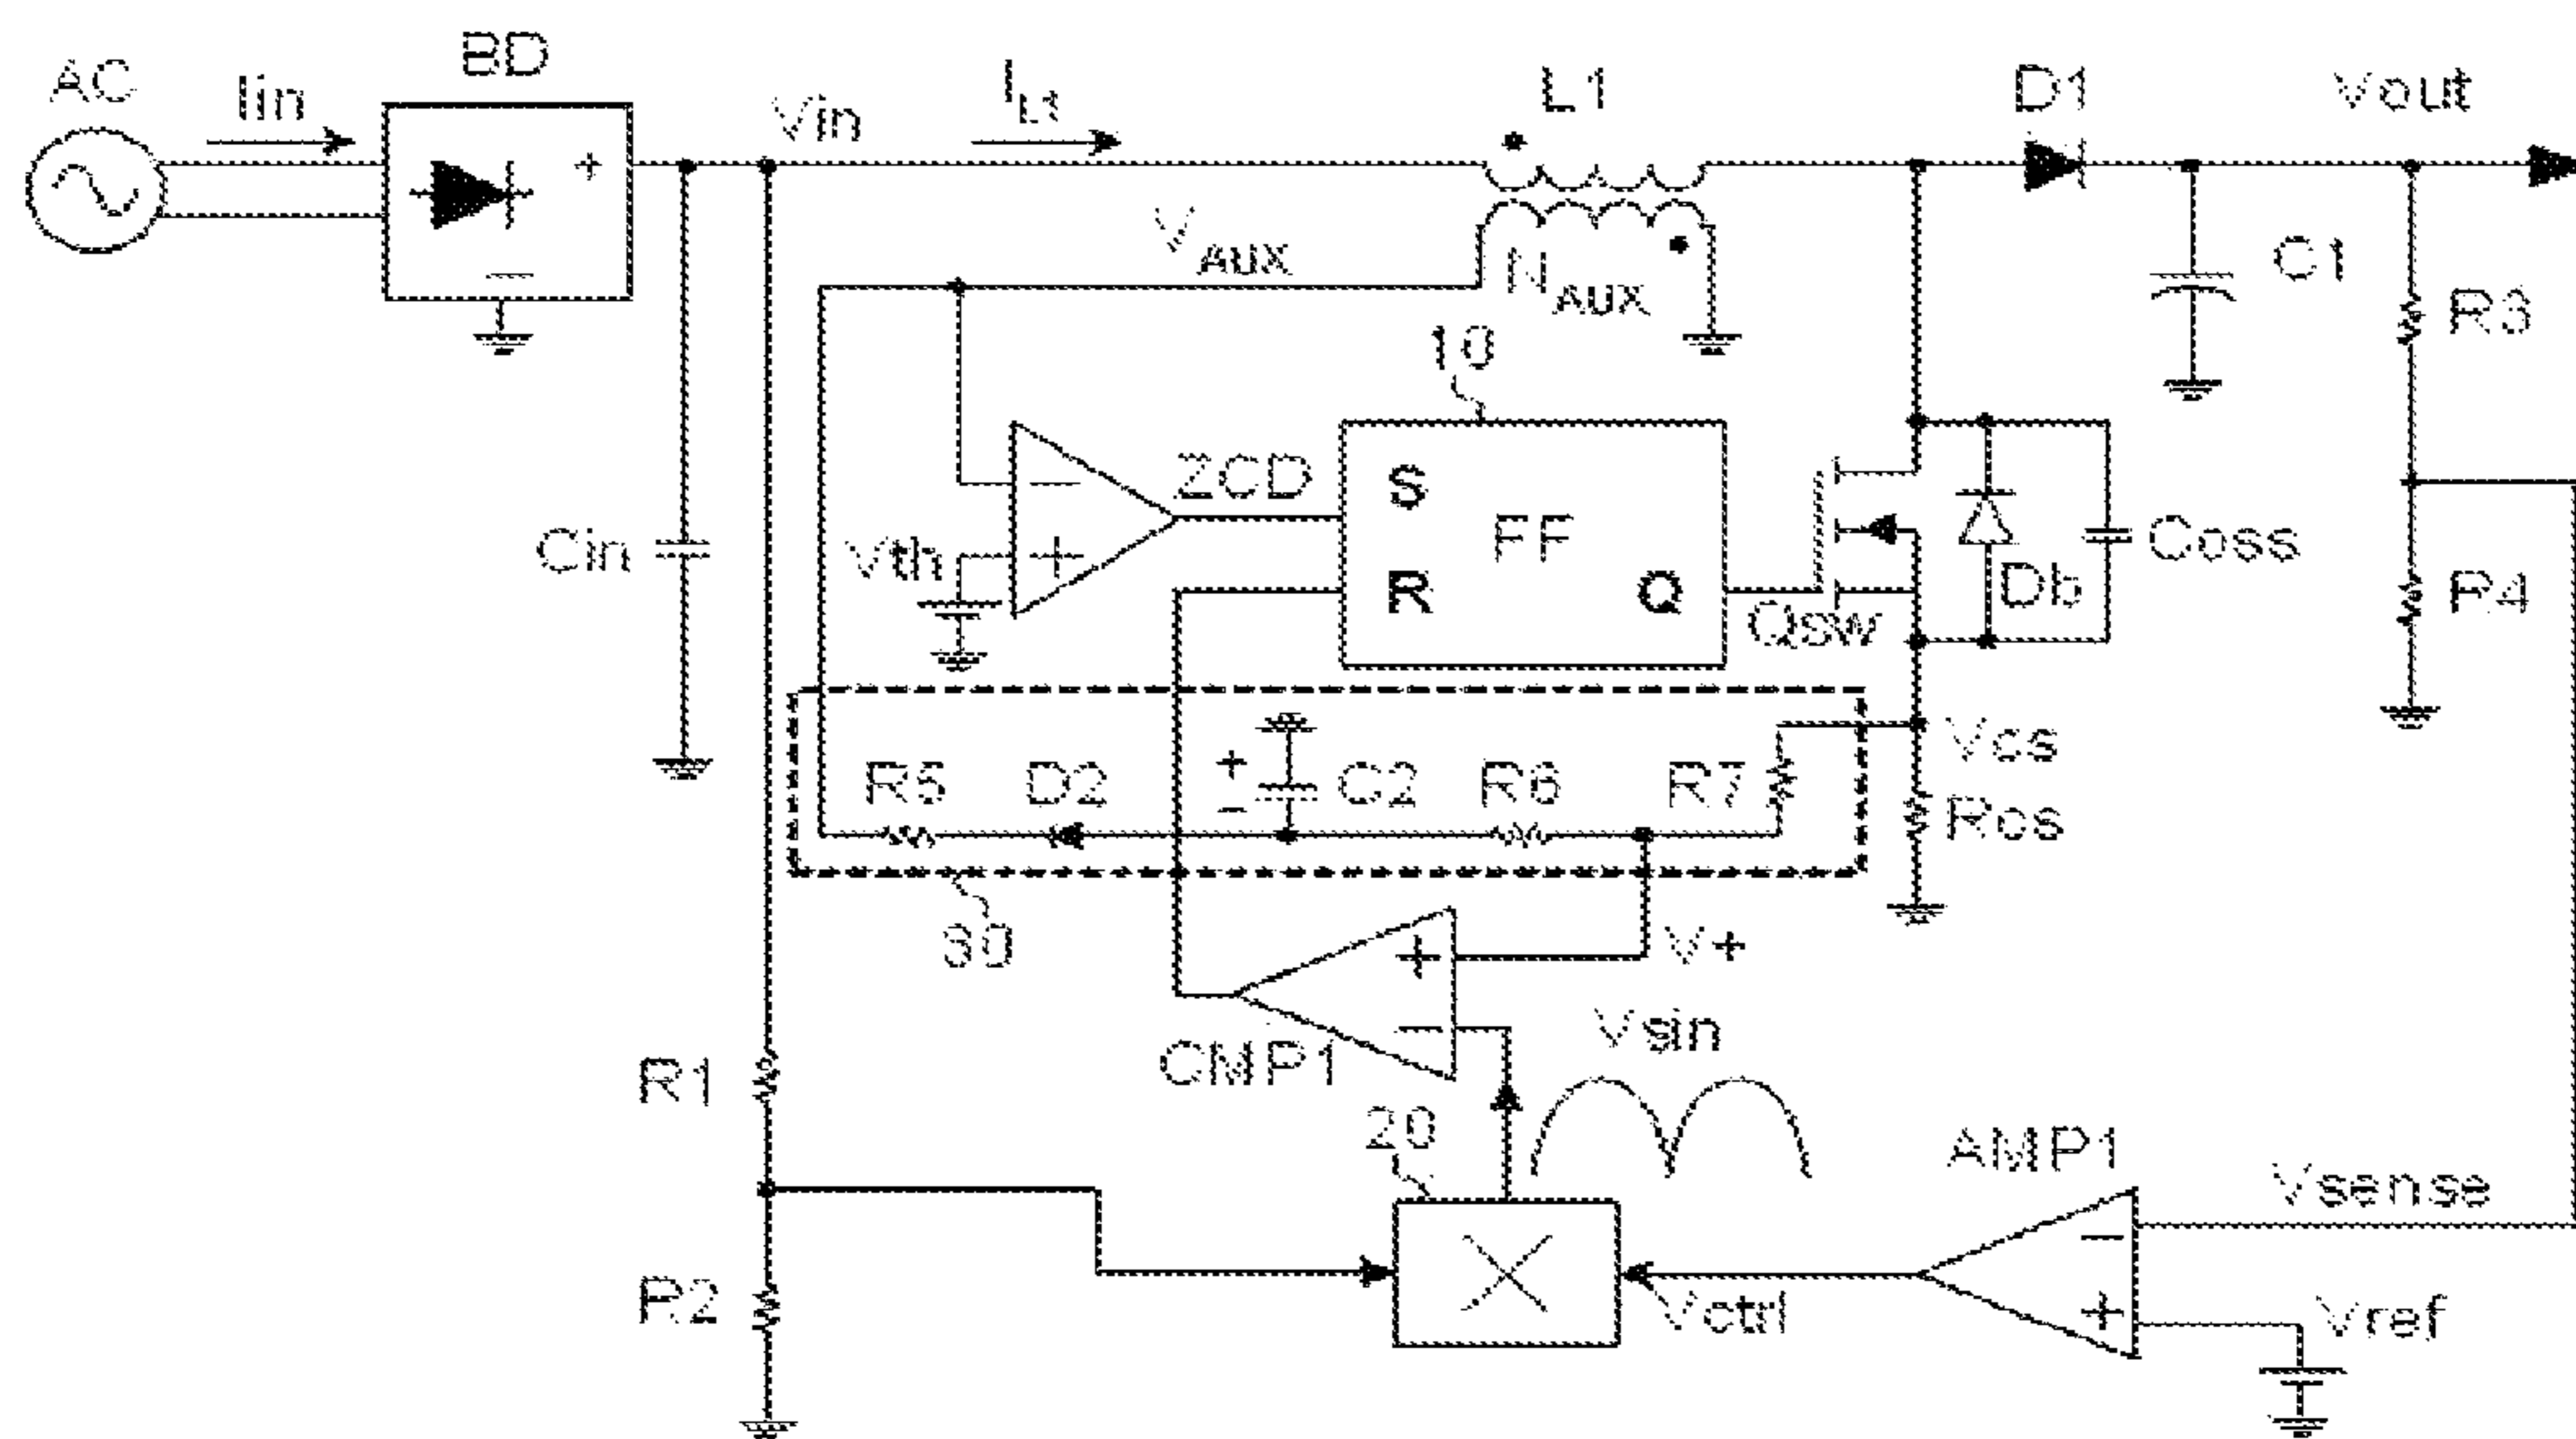 AC
Iin
BD
+
−
Vin
IL1
L1
D1
Vout
VAUX
NAUX
C1
R3
10
ZCD
S
FF
R
Q
−
+
Vth
Cin
Qsw
Db
Coss
R4
Vcs
Rcs
R5
D2
+
−
C2
R6
R7
V+
+
−
CMP1
Vsin
R1
20
AMP1
Vsense
R2
Vctrl
−
+
Vref